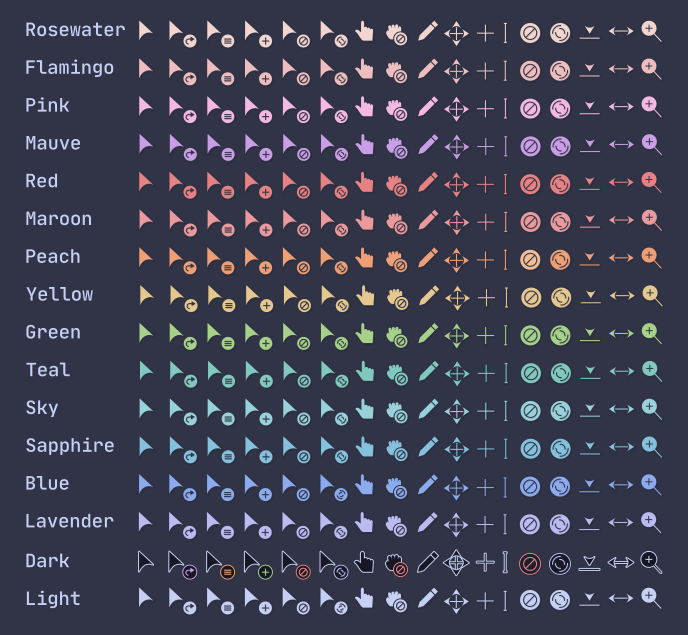 Rosewater
Flamingo
Pink
Mauve
Red
Maroon
Peach
Yellow
Green
Teal
Sky
Sapphire
Blue
Lavender
Dark
Light